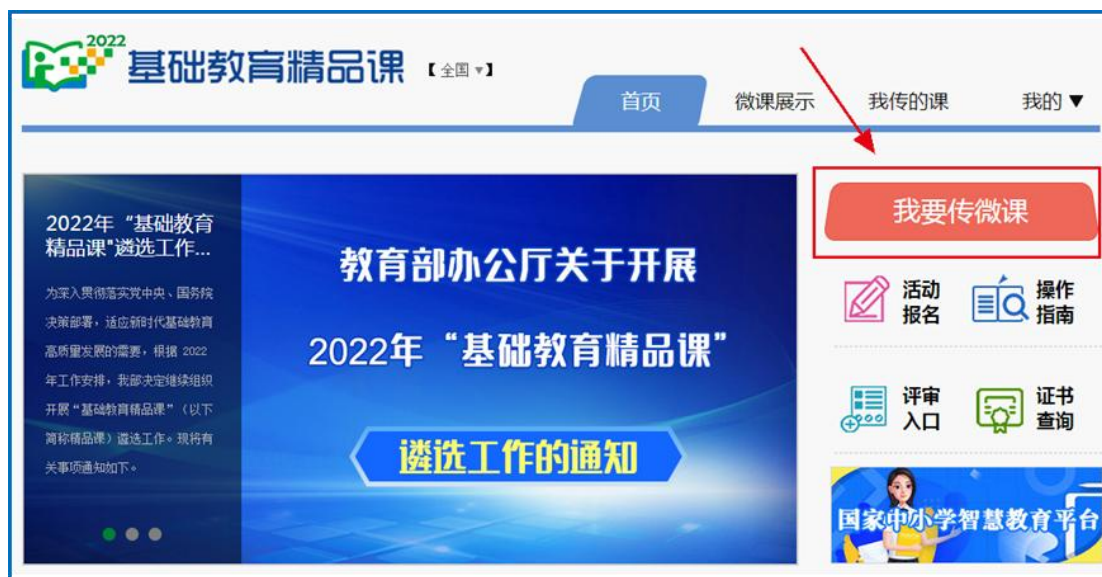 2022
基础教育精品课
【 全国 ▾】
首页
微课展示
我传的课
我的 ▼
2022年 “基础教育
精品课”遴选工作...
为深入贯彻落实党中央、国务院
决策部署，适应新时代基础教育
高质量发展的需要，根据 2022
年工作安排，我部决定继续组织
开展“基础教育精品课”（以下
简称精品课）遴选工作。现将有
关事项通知如下。
教育部办公厅关于开展
2022年“基础教育精品课”
遴选工作的通知
我要传微课
活动
报名
操作
指南
评审
入口
证书
查询
国家中小学智慧教育平台